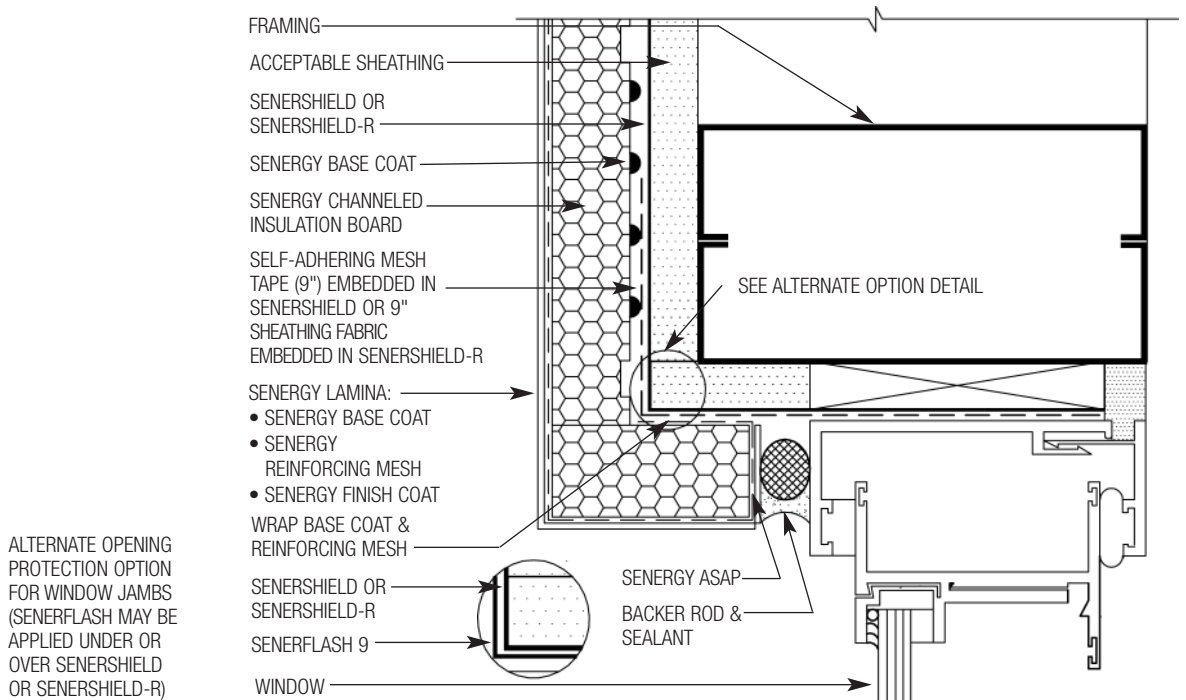 FRAMING
ACCEPTABLE SHEATHING
SENERSHIELD OR
SENERSHIELD-R
SENERGY BASE COAT
SENERGY CHANNELED
INSULATION BOARD
SELF-ADHERING MESH
TAPE (9") EMBEDDED IN
SENERSHIELD OR 9"
SHEATHING FABRIC
EMBEDDED IN SENERSHIELD-R
SEE ALTERNATE OPTION DETAIL
SENERGY LAMINA:
• SENERGY BASE COAT
• SENERGY
REINFORCING MESH
• SENERGY FINISH COAT
WRAP BASE COAT &
REINFORCING MESH
ALTERNATE OPENING
PROTECTION OPTION
FOR WINDOW JAMBS
(SENERFLASH MAY BE
APPLIED UNDER OR
OVER SENERSHIELD
OR SENERSHIELD-R)
SENERSHIELD OR
SENERSHIELD-R
SENERFLASH 9
SENERGY ASAP
BACKER ROD &
SEALANT
WINDOW